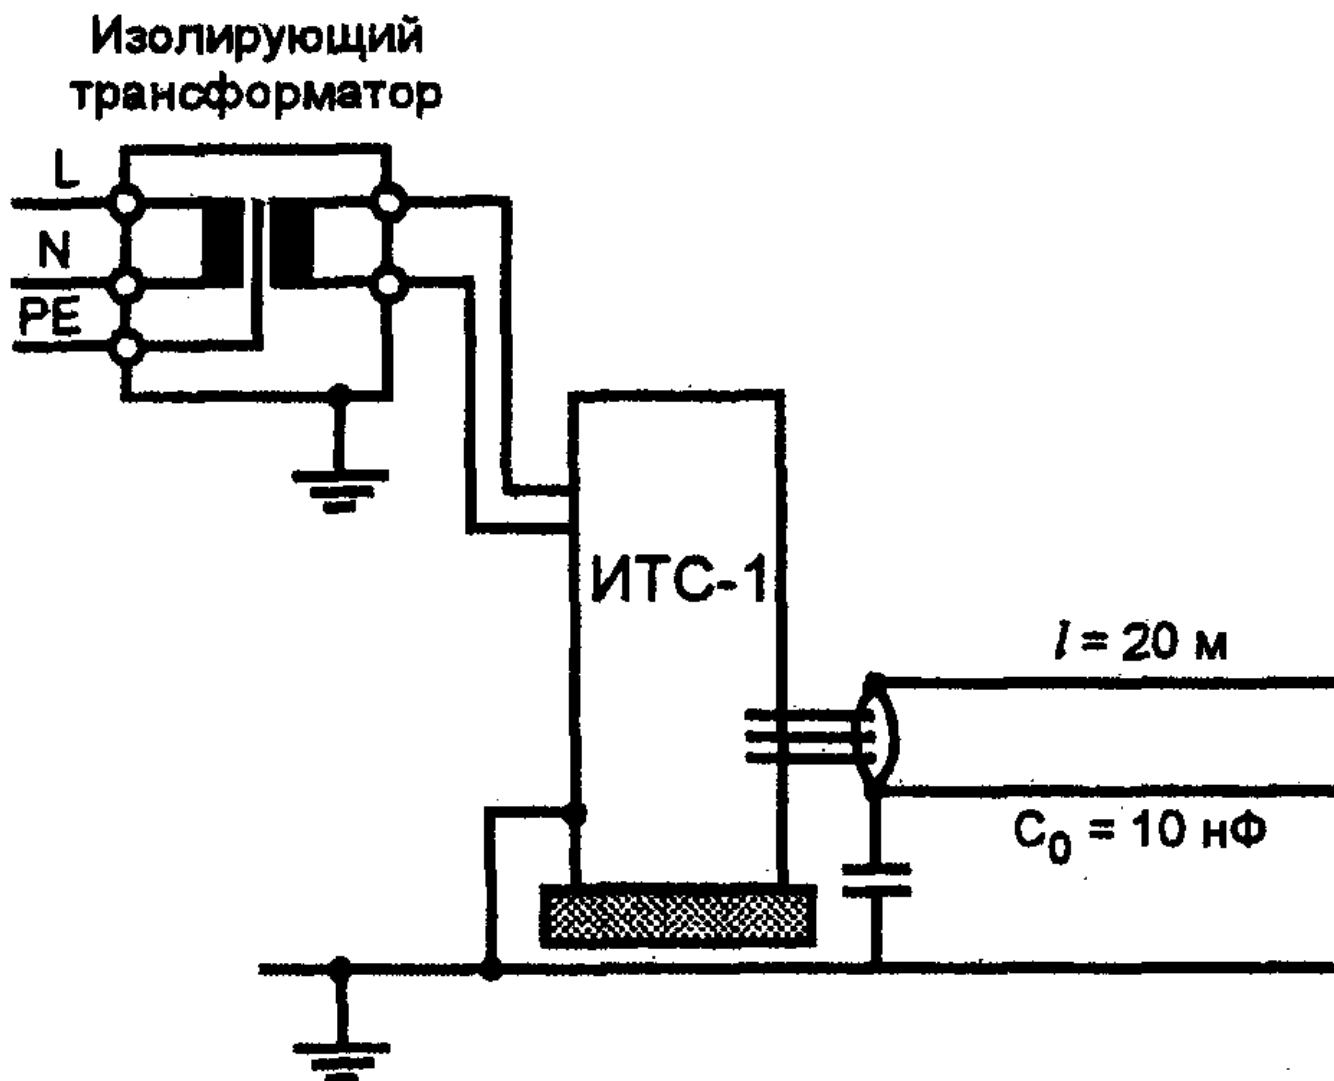 Изолирующий
трансформатор
L
N
PE
ИТС-1
l = 20 м
C₀ = 10 нФ